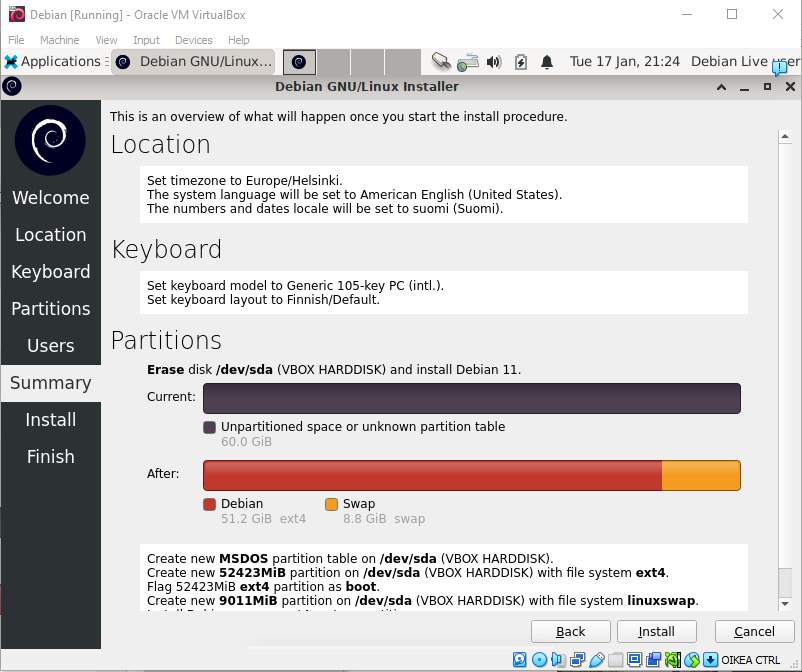 Debian [Running] - Oracle VM VirtualBox
File Machine View Input Devices Help
Applications Debian GNU/Linux... Tue 17 Jan, 21:24 Debian Live user
Debian GNU/Linux Installer
Welcome
Location
Keyboard
Partitions
Users
Summary
Install
Finish
This is an overview of what will happen once you start the install procedure.
Location
Set timezone to Europe/Helsinki.
The system language will be set to American English (United States).
The numbers and dates locale will be set to suomi (Suomi).
Keyboard
Set keyboard model to Generic 105-key PC (intl.).
Set keyboard layout to Finnish/Default.
Partitions
Erase disk /dev/sda (VBOX HARDDISK) and install Debian 11.
Current:
Unpartitioned space or unknown partition table
60.0 GiB
After:
Debian Swap
51.2 GiB ext4 8.8 GiB swap
Create new MSDOS partition table on /dev/sda (VBOX HARDDISK).
Create new 52423MiB partition on /dev/sda (VBOX HARDDISK) with file system ext4.
Flag 52423MiB ext4 partition as boot.
Create new 9011MiB partition on /dev/sda (VBOX HARDDISK) with file system linuxswap.
Back Install Cancel
OIKEA CTRL